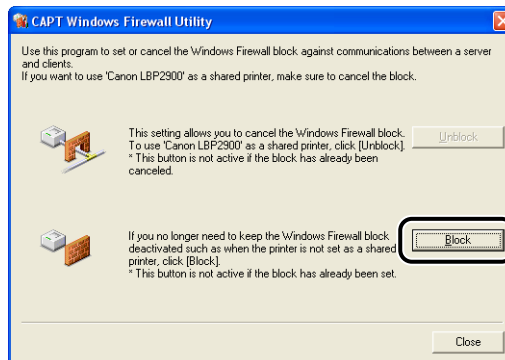 CAPT Windows Firewall Utility
Use this program to set or cancel the Windows Firewall block against communications between a server
and clients.
If you want to use 'Canon LBP2900' as a shared printer, make sure to cancel the block.
This setting allows you to cancel the Windows Firewall block.
To use 'Canon LBP2900' as a shared printer, click [Unblock].
* This button is not active if the block has already been
canceled.
Unblock
If you no longer need to keep the Windows Firewall block
deactivated such as when the printer is not set as a shared
printer, click [Block].
* This button is not active if the block has already been set.
Block
Close